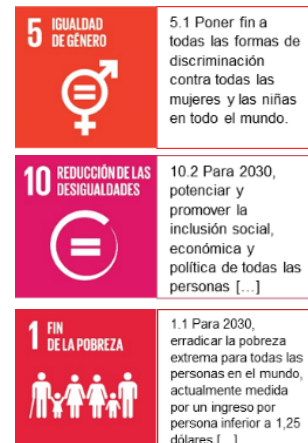 5 IGUALDAD
DE GÉNERO
5.1 Poner fin a
todas las formas de
discriminación
contra todas las
mujeres y las niñas
en todo el mundo.
10 REDUCCIÓN DE LAS
DESIGUALDADES
10.2 Para 2030,
potenciar y
promover la
inclusión social,
económica y
política de todas las
personas [...]
1 FIN
DE LA POBREZA
1.1 Para 2030,
erradicar la pobreza
extrema para todas las
personas en el mundo,
actualmente medida
por un ingreso por
persona inferior a 1,25
dólares [...]